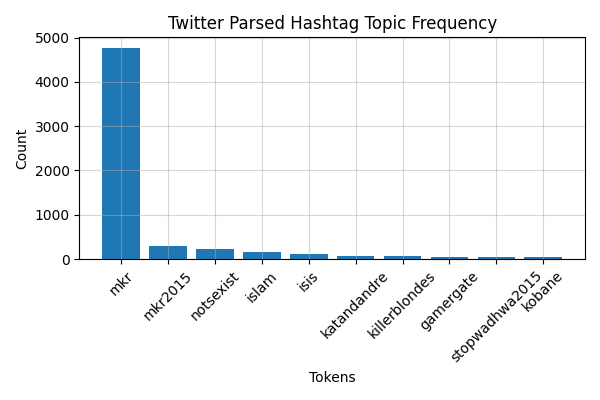 Twitter Parsed Hashtag Topic Frequency
5000
4000
3000
2000
1000
0
Count
mkr
mkr2015
notsexist
islam
isis
katandandre
killerblondes
gamergate
stopwadhwa2015
kobane
Tokens